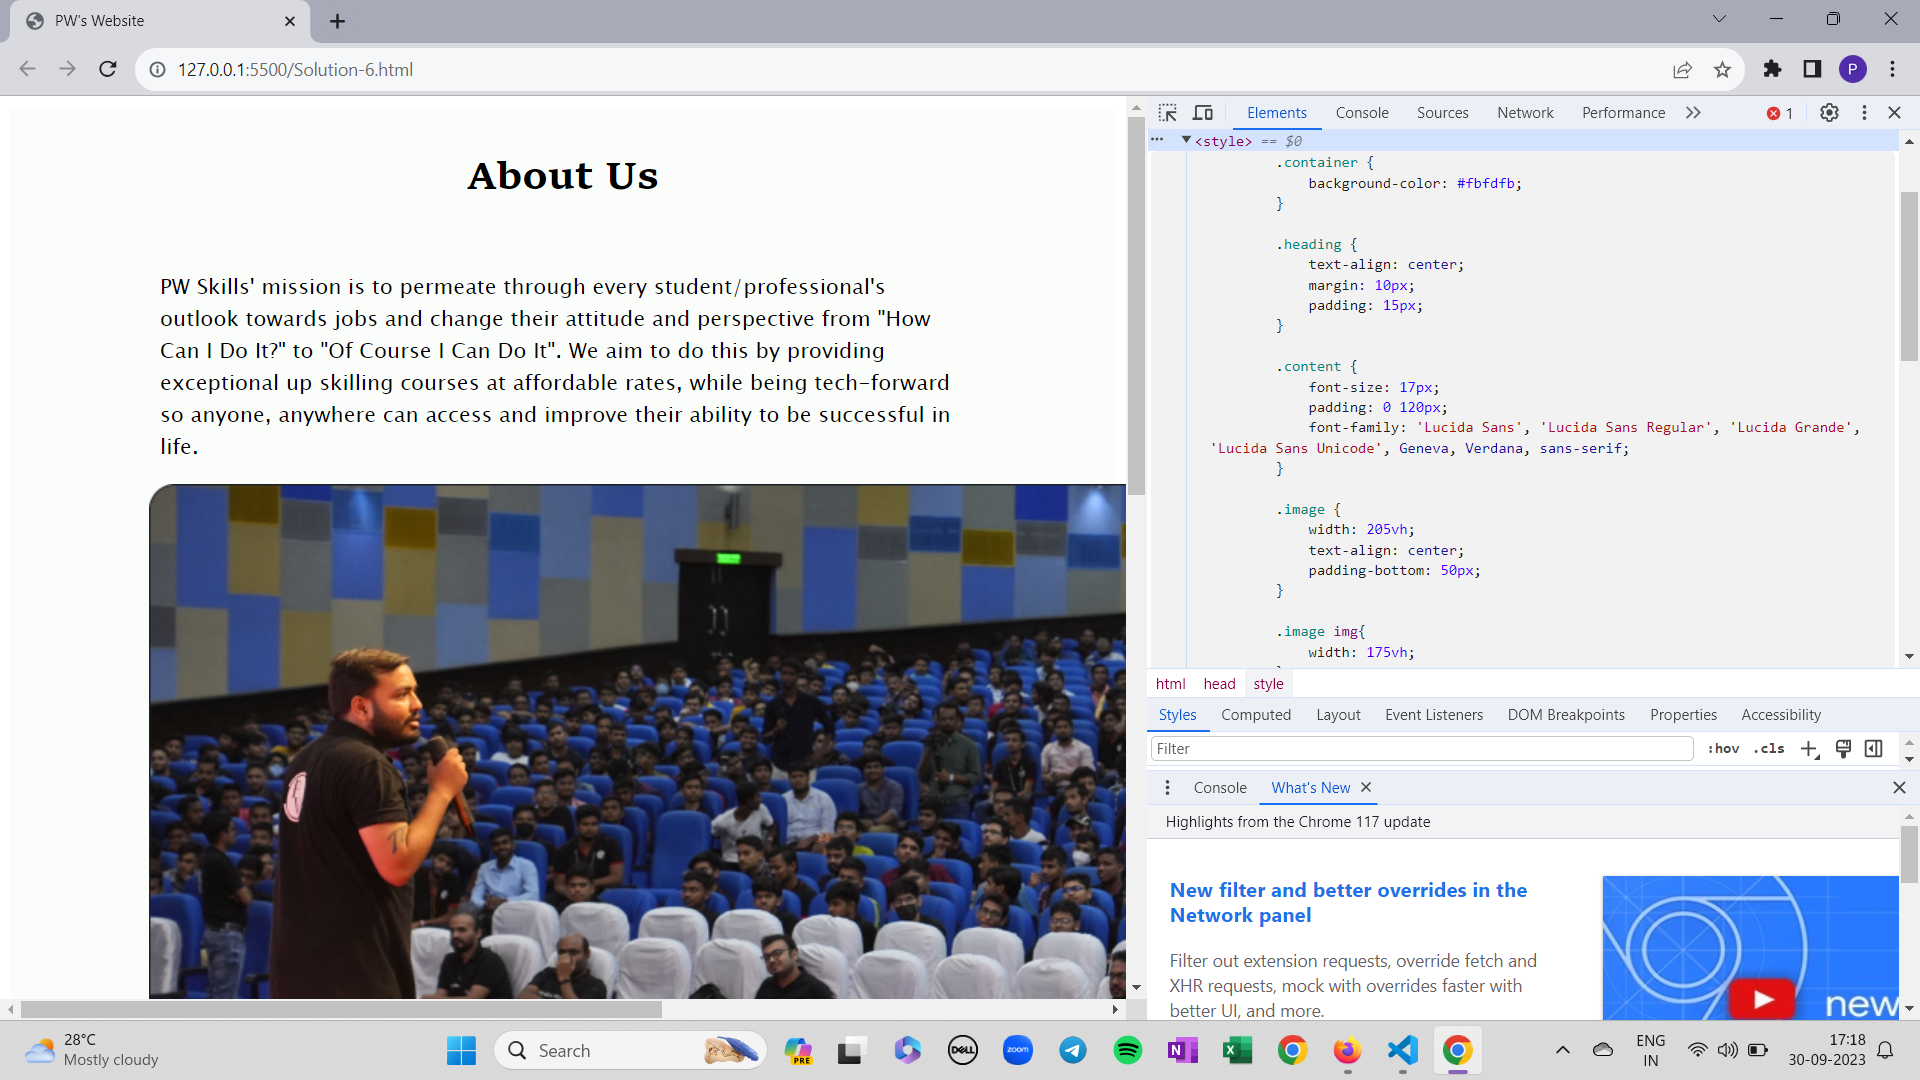 PW's Website
127.0.0.1:5500/Solution-6.html
P
About Us
PW Skills' mission is to permeate through every student/professional's
outlook towards jobs and change their attitude and perspective from "How
Can I Do It?" to "Of Course I Can Do It". We aim to do this by providing
exceptional up skilling courses at affordable rates, while being tech-forward
so anyone, anywhere can access and improve their ability to be successful in
life.
Elements Console Sources Network Performance 1
<style> == $0
.container {
background-color: #fbfdfb;
}
.heading {
text-align: center;
margin: 10px;
padding: 15px;
}
.content {
font-size: 17px;
padding: 0 120px;
font-family: 'Lucida Sans', 'Lucida Sans Regular', 'Lucida Grande',
'Lucida Sans Unicode', Geneva, Verdana, sans-serif;
}
.image {
width: 205vh;
text-align: center;
padding-bottom: 50px;
}
.image img{
width: 175vh;
html head style
Styles Computed Layout Event Listeners DOM Breakpoints Properties Accessibility
Filter :hov .cls
Console What's New
Highlights from the Chrome 117 update
New filter and better overrides in the
Network panel
Filter out extension requests, override fetch and
XHR requests, mock with overrides faster with
better UI, and more.
new
28°C
Mostly cloudy
Search
PRE
DELL
zoom
ENG
IN
17:18
30-09-2023